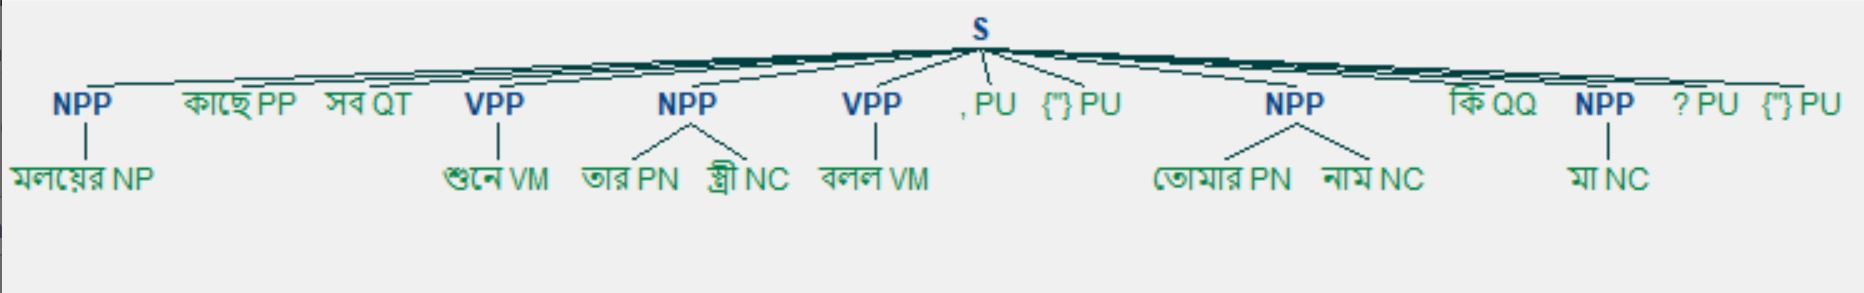 S
NPP কাছে PP সব QT VPP NPP VPP , PU {"} PU NPP কি QQ NPP ? PU {"} PU
মলয়ের NP শুনে VM তার PN স্ত্রী NC বলল VM তোমার PN নাম NC মা NC